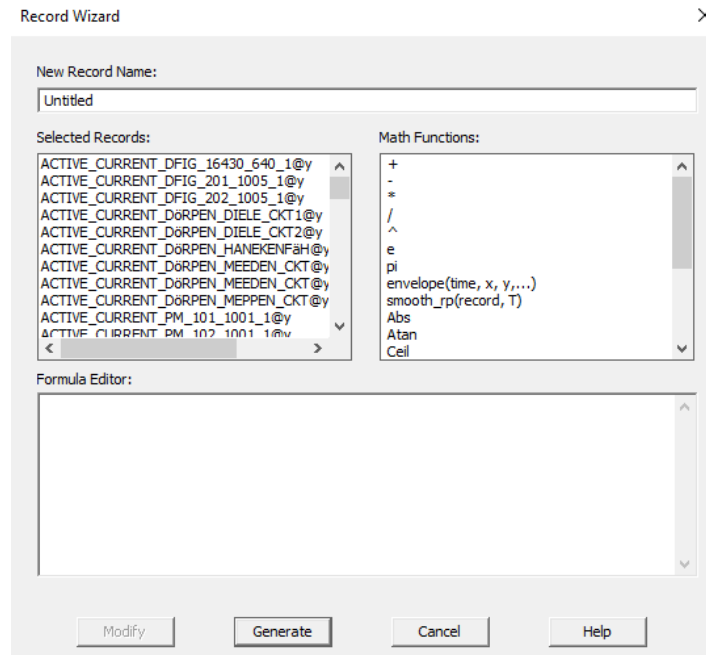 Record Wizard
New Record Name:
Untitled
Selected Records:
ACTIVE_CURRENT_DFIG_16430_640_1@y
ACTIVE_CURRENT_DFIG_201_1005_1@y
ACTIVE_CURRENT_DFIG_202_1005_1@y
ACTIVE_CURRENT_DöRPEN_DIELE_CKT1@y
ACTIVE_CURRENT_DöRPEN_DIELE_CKT2@y
ACTIVE_CURRENT_DöRPEN_HANEKENFäH@y
ACTIVE_CURRENT_DöRPEN_MEEDEN_CKT@y
ACTIVE_CURRENT_DöRPEN_MEEDEN_CKT@y
ACTIVE_CURRENT_DöRPEN_MEPPEN_CKT@y
ACTIVE_CURRENT_PM_101_1001_1@y
ACTIVE_CURRENT_PM_102_1001_1@y
Math Functions:
+
-
*
/
^
e
pi
envelope(time, x, y,...)
smooth_rp(record, T)
Abs
Atan
Ceil
Formula Editor:
Modify
Generate
Cancel
Help